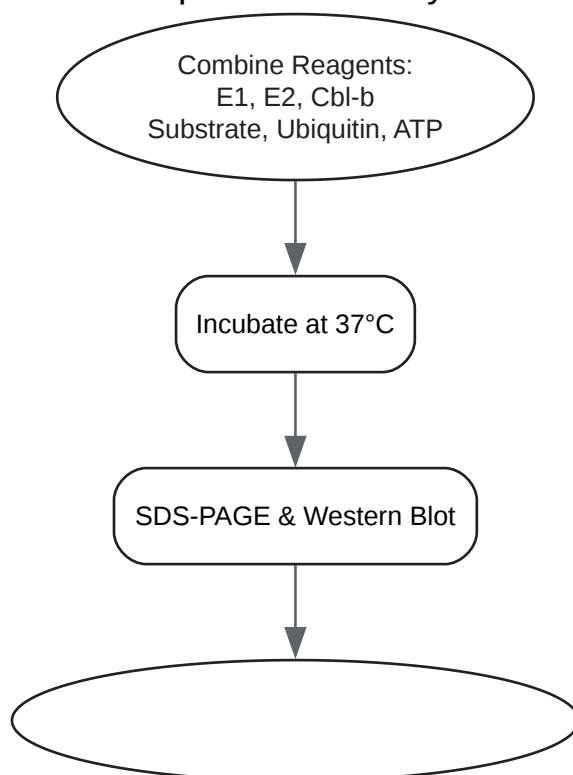 Combine Reagents:
E1, E2, Cbl-b
Substrate, Ubiquitin, ATP
Incubate at 37°C
SDS-PAGE & Western Blot